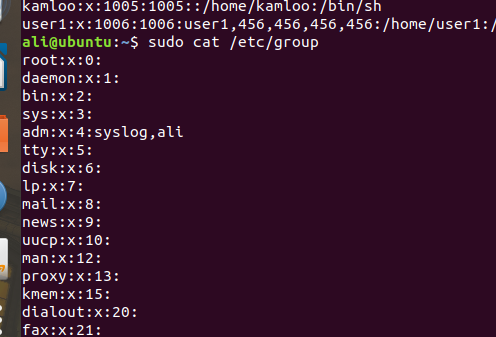 kamloo:x:1005:1005::/home/kamloo:/bin/sh
user1:x:1006:1006:user1,456,456,456,456:/home/user1:/
ali@ubuntu:~$ sudo cat /etc/group
root:x:0:
daemon:x:1:
bin:x:2:
sys:x:3:
adm:x:4:syslog,ali
tty:x:5:
disk:x:6:
lp:x:7:
mail:x:8:
news:x:9:
uucp:x:10:
man:x:12:
proxy:x:13:
kmem:x:15:
dialout:x:20:
fax:x:21: